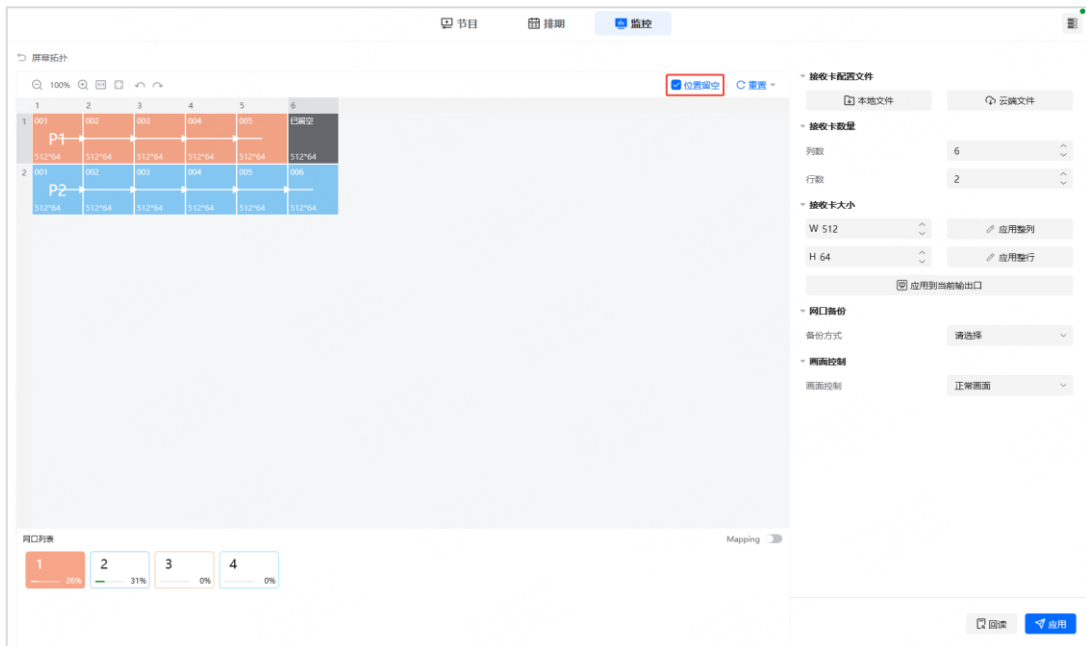 节目 排期 监控
屏幕拓扑
100% 位置留空 重置
1 2 3 4 5 6
1 001 002 003 004 005 已留空
P1
512*64 512*64 512*64 512*64 512*64 512*64
2 001 002 003 004 005 006
P2
512*64 512*64 512*64 512*64 512*64 512*64
网口列表 Mapping
1 2 3 4
26% 31% 0% 0%
接收卡配置文件
本地文件 云端文件
接收卡数量
列数 6
行数 2
接收卡大小
W 512 应用整列
H 64 应用整行
应用到当前输出口
网口备份
备份方式 请选择
画面控制
画面控制 正常画面
回读 应用